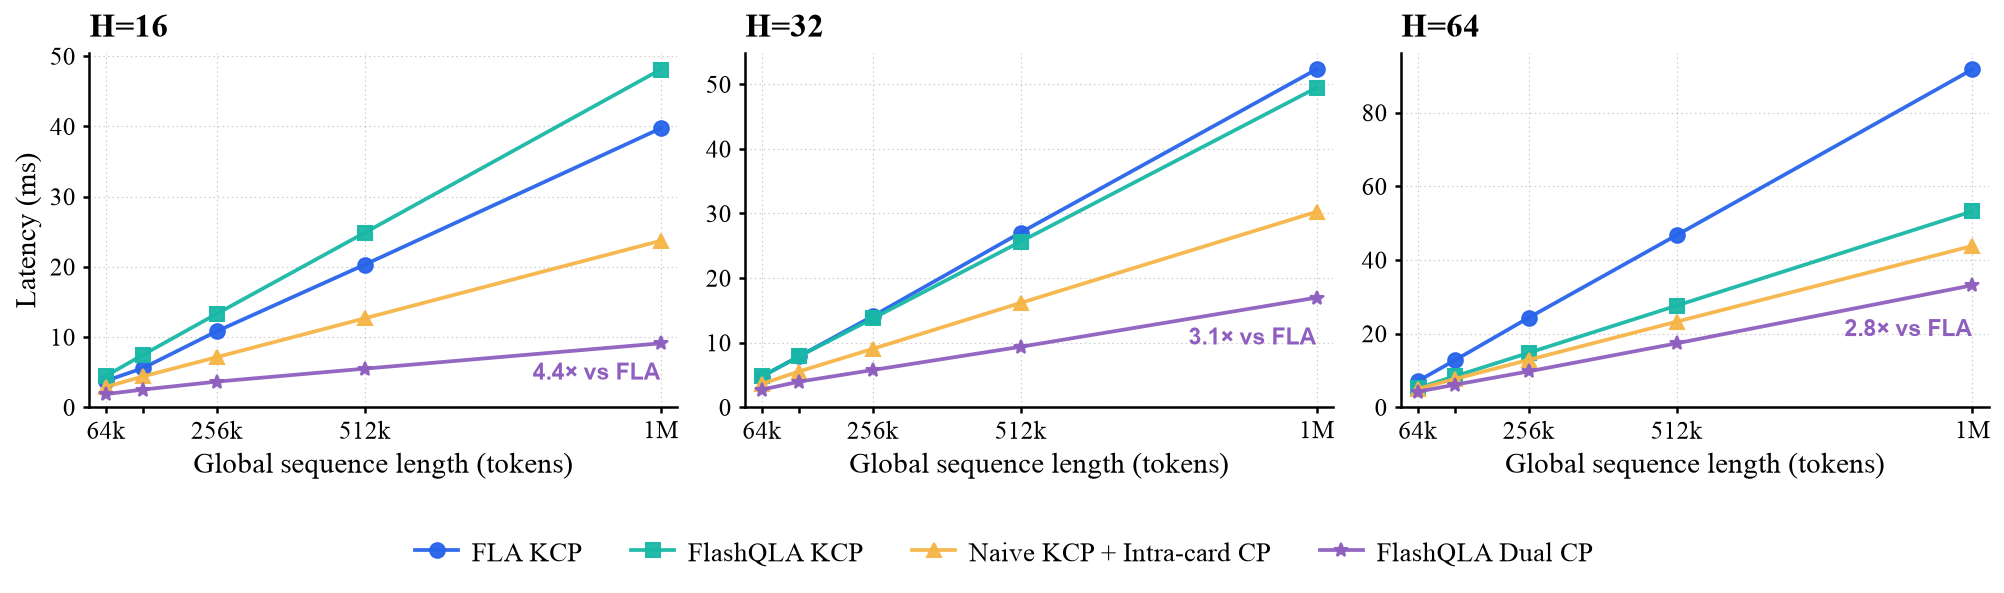 H=16
50
40
30
20
10
0
Latency (ms)
4.4× vs FLA
64k
256k
512k
1M
Global sequence length (tokens)
H=32
50
40
30
20
10
0
3.1× vs FLA
64k
256k
512k
1M
Global sequence length (tokens)
H=64
80
60
40
20
0
2.8× vs FLA
64k
256k
512k
1M
Global sequence length (tokens)
FLA KCP
FlashQLA KCP
Naive KCP + Intra-card CP
FlashQLA Dual CP